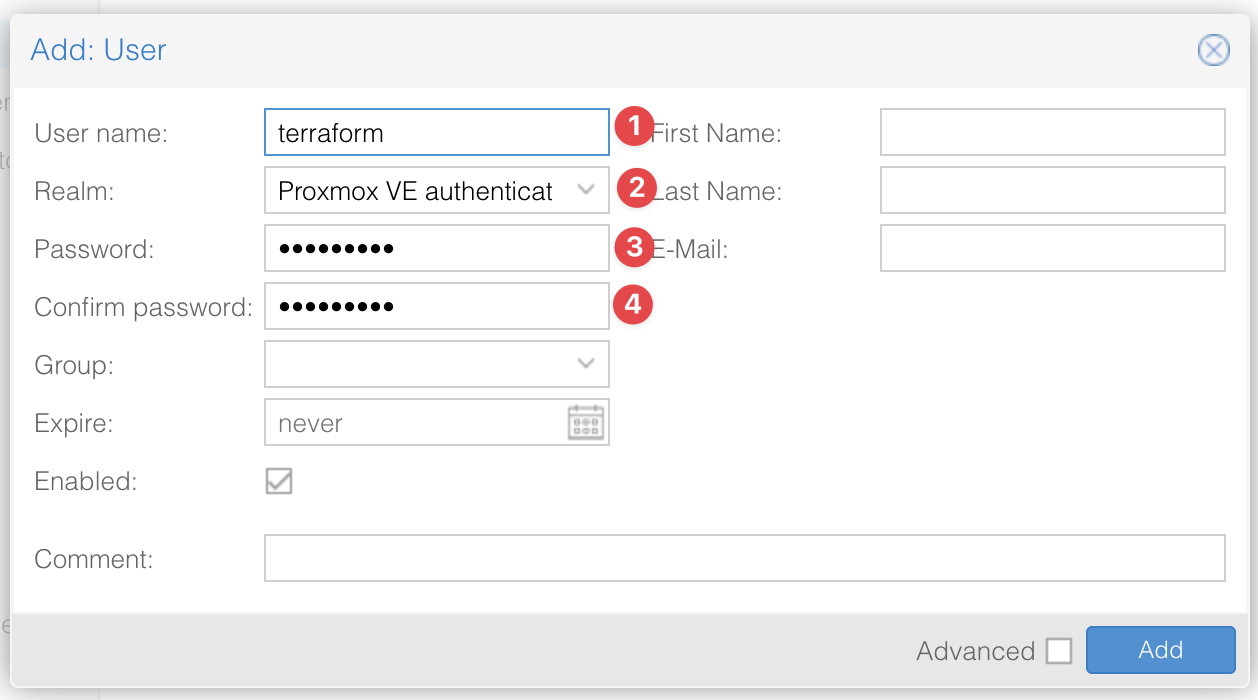 Add: User
User name: terraform 1 First Name:
Realm: Proxmox VE authenticat 2 Last Name:
Password: ●●●●●●●●● 3 E-Mail:
Confirm password: ●●●●●●●●● 4
Group:
Expire: never
Enabled:
Comment:
Advanced Add